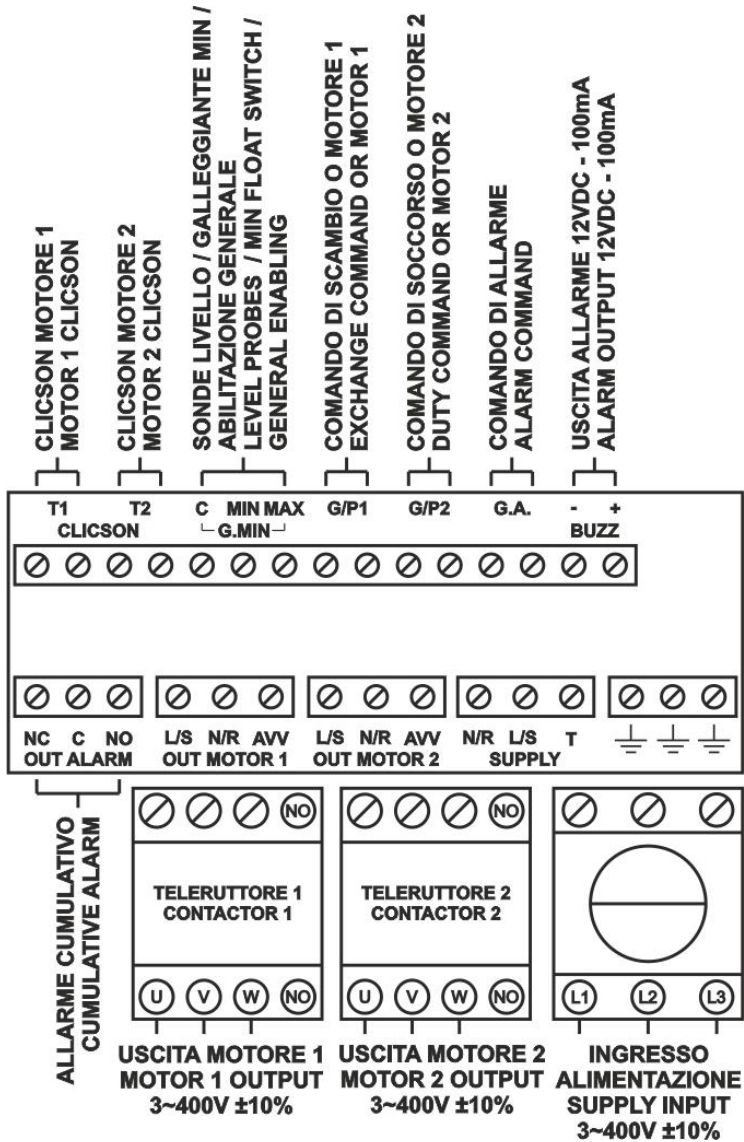 CLICSON MOTORE 1
MOTOR 1 CLICSON
CLICSON MOTORE 2
MOTOR 2 CLICSON
SONDE LIVELLO / GALLEGGIANTE MIN /
ABILITAZIONE GENERALE
LEVEL PROBES / MIN FLOAT SWITCH /
GENERAL ENABLING
COMANDO DI SCAMBIO O MOTORE 1
EXCHANGE COMMAND OR MOTOR 1
COMANDO DI SOCCORSO O MOTORE 2
DUTY COMMAND OR MOTOR 2
COMANDO DI ALLARME
ALARM COMMAND
USCITA ALLARME 12VDC - 100mA
ALARM OUTPUT 12VDC - 100mA
T1 T2 C MIN MAX G/P1 G/P2 G.A. - +
CLICSON G.MIN BUZZ
NC C NO L/S N/R AVV L/S N/R AVV N/R L/S T
OUT ALARM OUT MOTOR 1 OUT MOTOR 2 SUPPLY
ALLARME CUMULATIVO
CUMULATIVE ALARM
NO NO
TELERUTTORE 1
CONTACTOR 1
TELERUTTORE 2
CONTACTOR 2
U V W NO U V W NO L1 L2 L3
USCITA MOTORE 1
MOTOR 1 OUTPUT
3~400V ±10%
USCITA MOTORE 2
MOTOR 2 OUTPUT
3~400V ±10%
INGRESSO
ALIMENTAZIONE
SUPPLY INPUT
3~400V ±10%